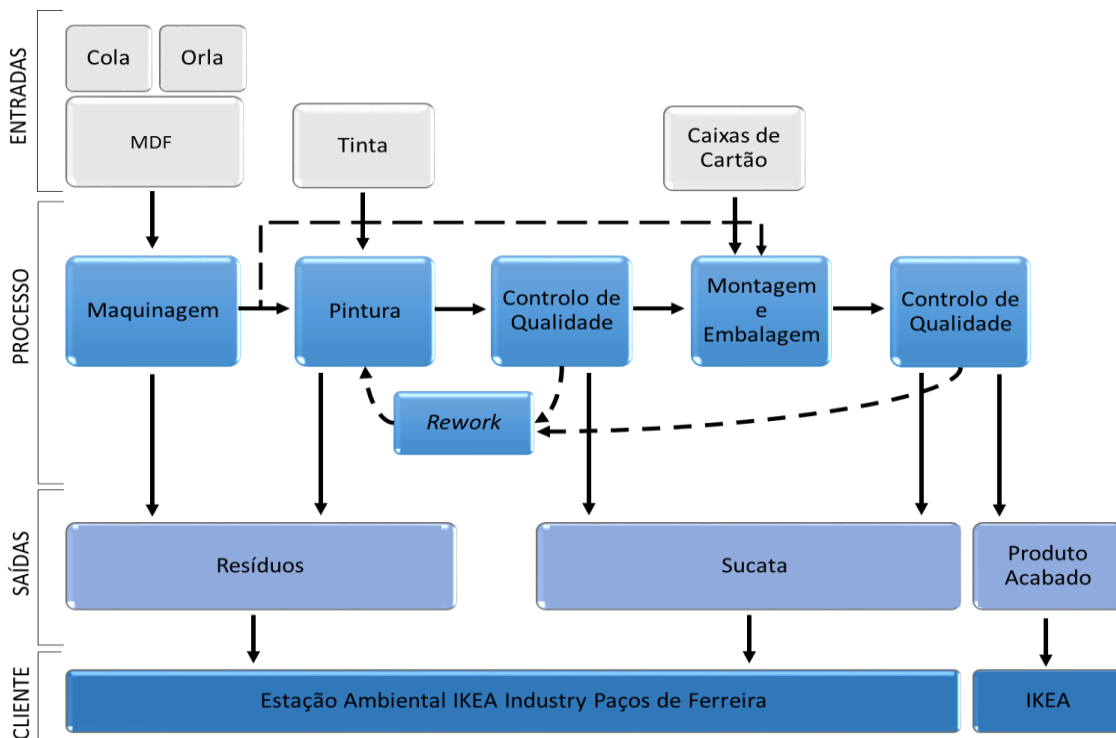 ENTRADAS
Cola
Orla
MDF
Tinta
Caixas de
Cartão
PROCESSO
Maquinagem
Pintura
Controlo de
Qualidade
Montagem
e
Embalagem
Controlo de
Qualidade
Rework
SAÍDAS
Resíduos
Sucata
Produto
Acabado
CLIENTE
Estação Ambiental IKEA Industry Paços de Ferreira
IKEA